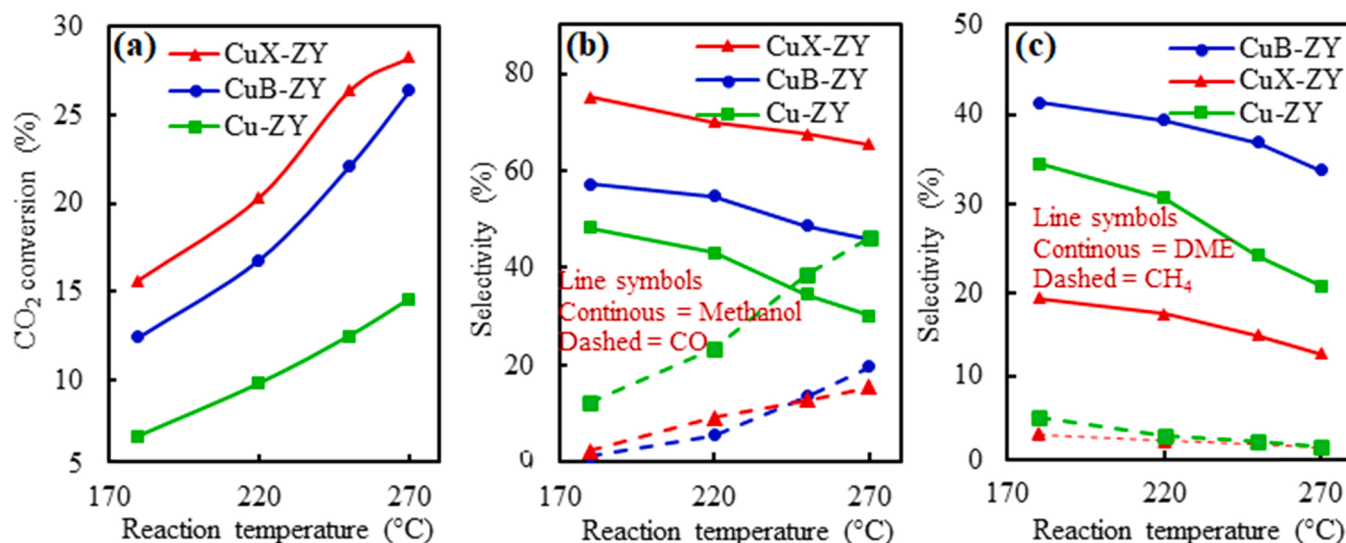 (a)
CuX-ZY
CuB-ZY
Cu-ZY
30
25
20
15
10
5
170
220
270
CO2 conversion (%)
Reaction temperature (°C)
(b)
CuX-ZY
CuB-ZY
Cu-ZY
80
60
40
20
0
Line symbols
Continous = Methanol
Dashed = CO
170
220
270
Selectivity (%)
Reaction temperature (°C)
(c)
CuB-ZY
CuX-ZY
Cu-ZY
50
40
30
20
10
0
Line symbols
Continous = DME
Dashed = CH4
170
220
270
Selectivity (%)
Reaction temperature (°C)